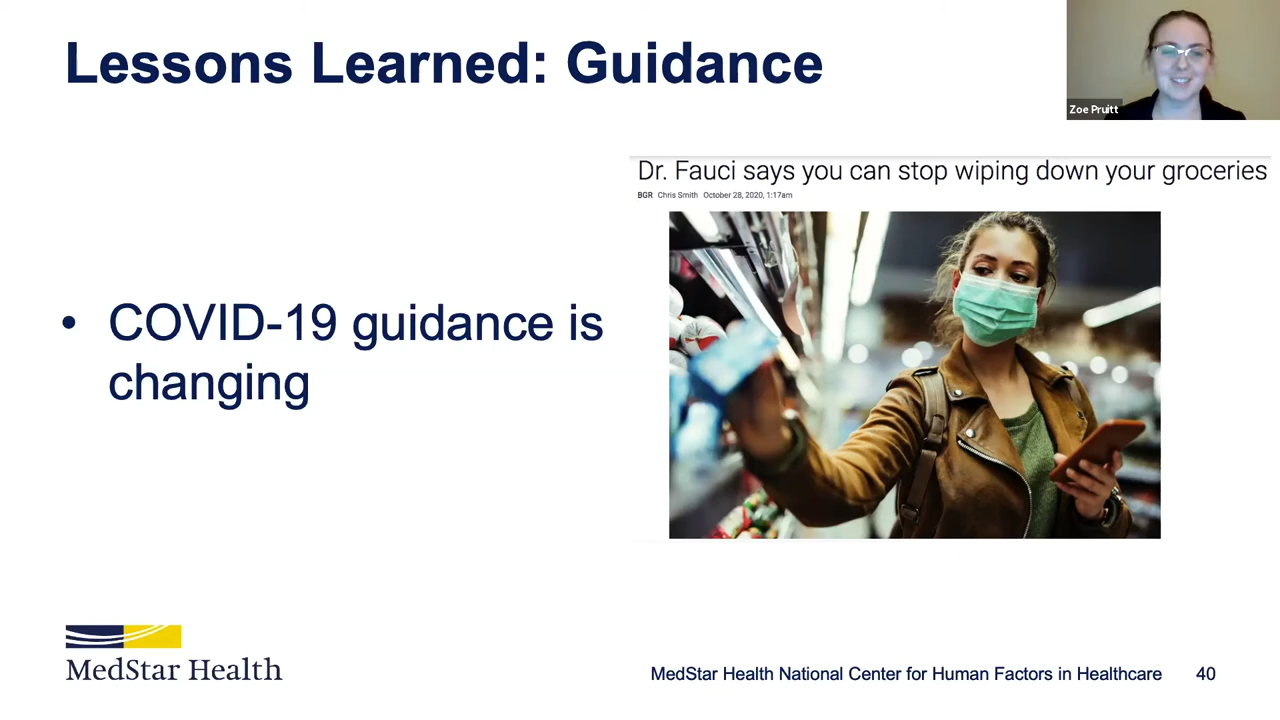 Lessons Learned: Guidance
Zoe Pruitt
Dr. Fauci says you can stop wiping down your groceries
BGR Chris Smith October 28, 2020, 1:17am
• COVID-19 guidance is
changing
MedStar Health
MedStar Health National Center for Human Factors in Healthcare 40